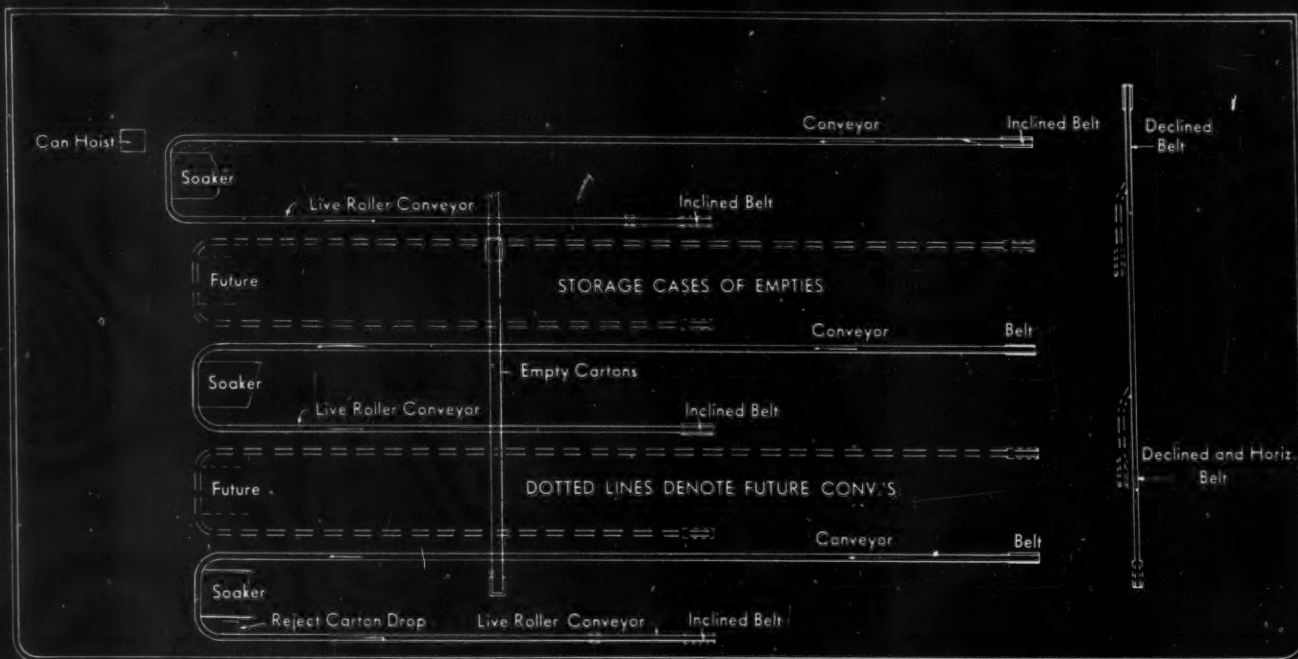 Conveyor
Inclined Belt
Declined
Belt
Can Hoist
Soaker
Live Roller Conveyor
Inclined Belt
Future
STORAGE CASES OF EMPTIES
Conveyor
Belt
Soaker
Empty Cartons
Live Roller Conveyor
Inclined Belt
Future
DOTTED LINES DENOTE FUTURE CONV.'S
Declined and Horiz.
Belt
Conveyor
Belt
Soaker
Reject Carton Drop
Live Roller Conveyor
Inclined Belt